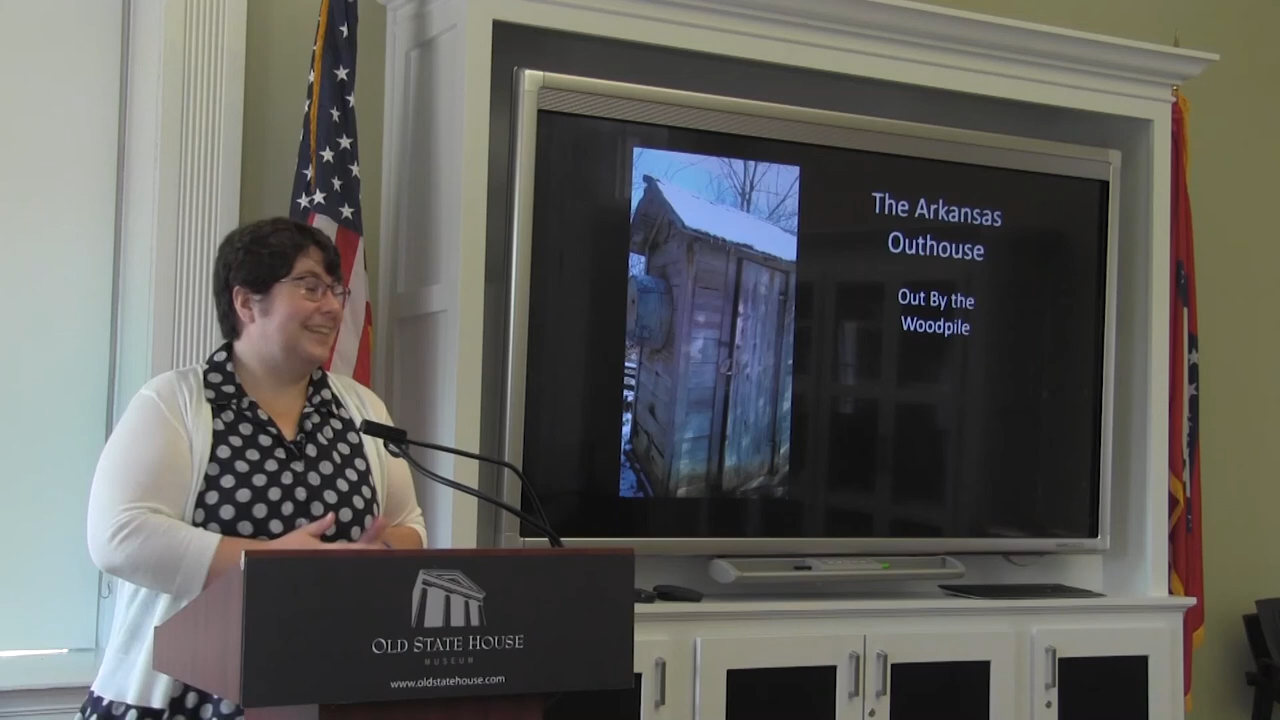 The Arkansas
Outhouse
Out By the
Woodpile
OLD STATE HOUSE
MUSEUM
www.oldstatehouse.com